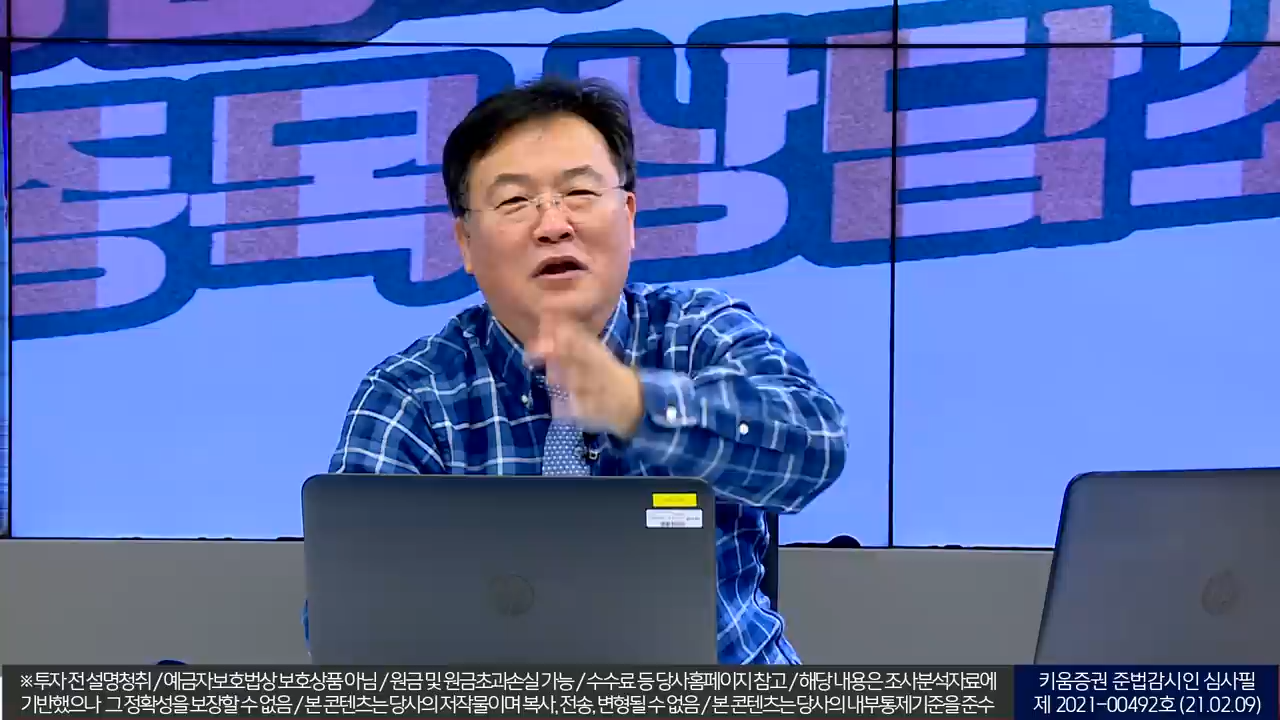 종목상담소
※ 투자 전 설명청취 / 예금자보호법상 보호상품 아님 / 원금 및 원금초과손실 가능 / 수수료 등 당사홈페이지 참고 / 해당 내용은 조사분석자료에
기반했으나 그 정확성을 보장할 수 없음 / 본 콘텐츠는 당사의 저작물이며 복사, 전송, 변형될 수 없음 / 본 콘텐츠는 당사의 내부통제기준을 준수
키움증권 준법감시인 심사필
제 2021-00492호 (21.02.09)